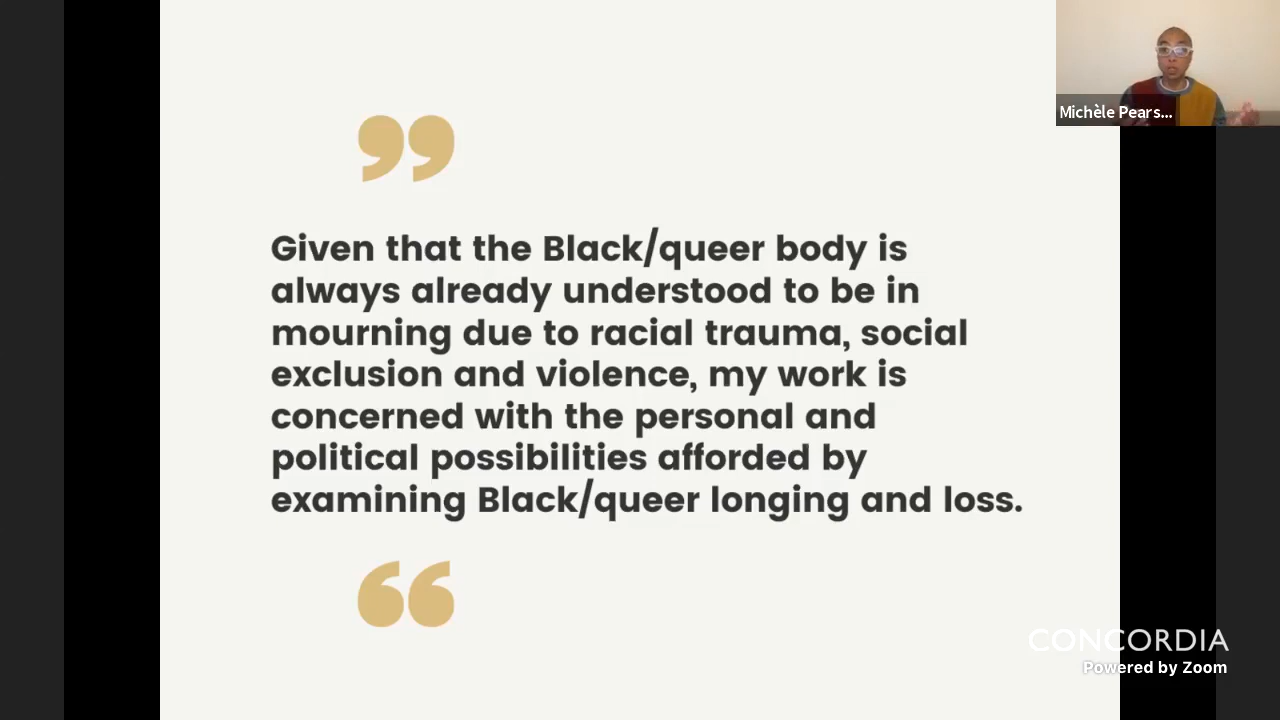 Michèle Pears...
”
Given that the Black/queer body is
always already understood to be in
mourning due to racial trauma, social
exclusion and violence, my work is
concerned with the personal and
political possibilities afforded by
examining Black/queer longing and loss.
“
CONCORDIA
Powered by Zoom